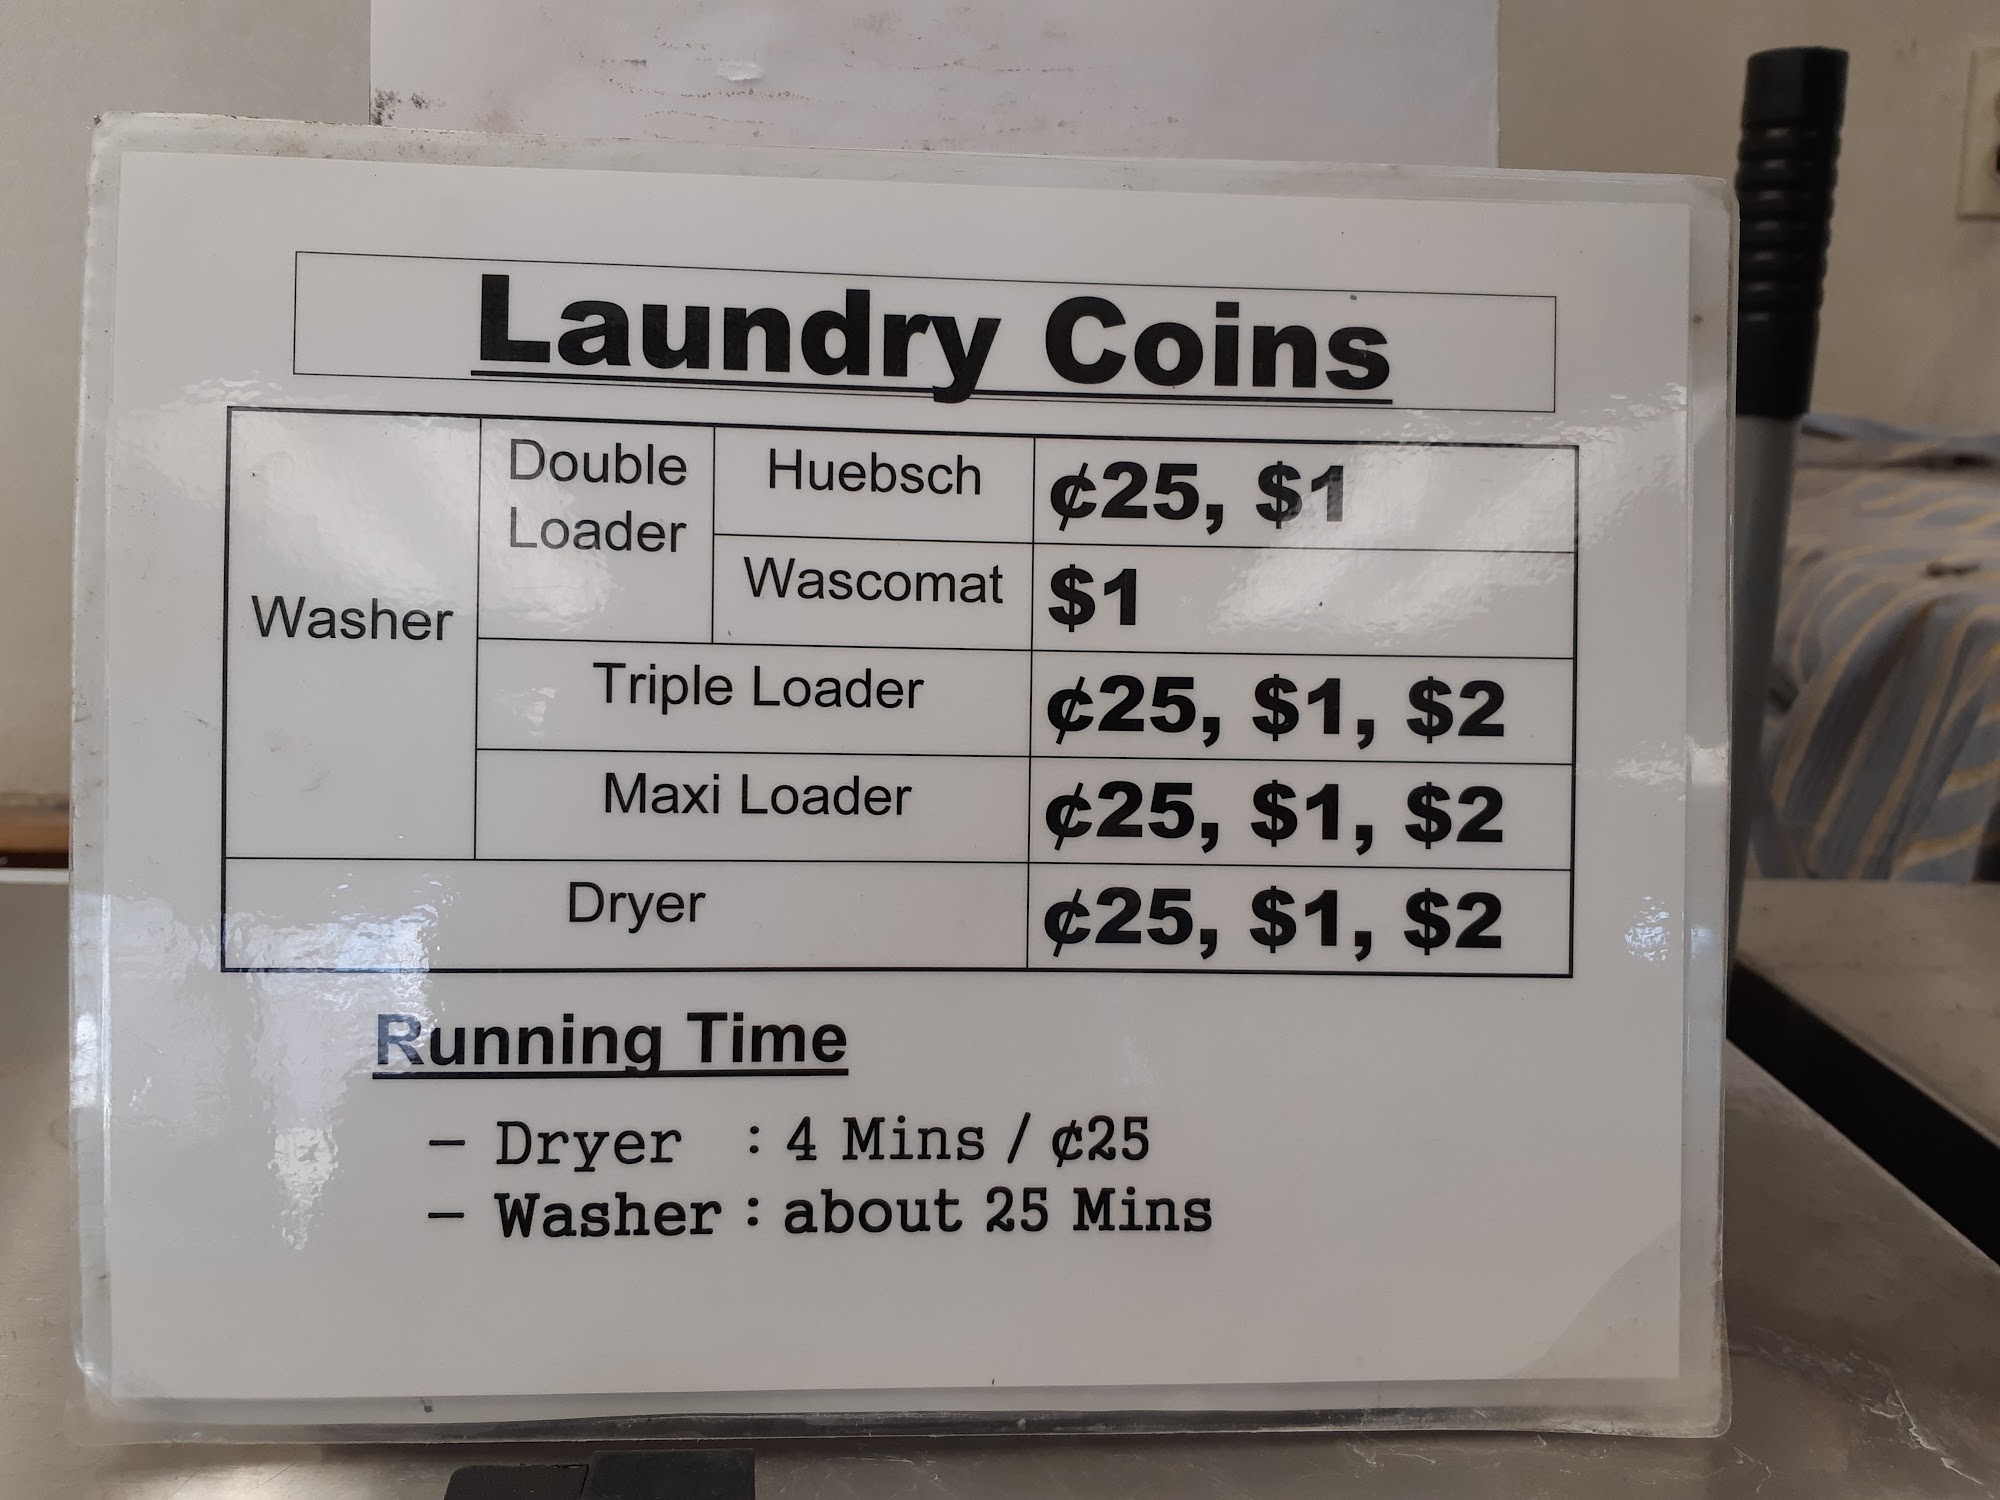 Laundry Coins
Washer
Double
Loader
Huebsch
¢25, $1
Wascomat
$1
Triple Loader
¢25, $1, $2
Maxi Loader
¢25, $1, $2
Dryer
¢25, $1, $2
Running Time
– Dryer : 4 Mins / ¢25
– Washer : about 25 Mins